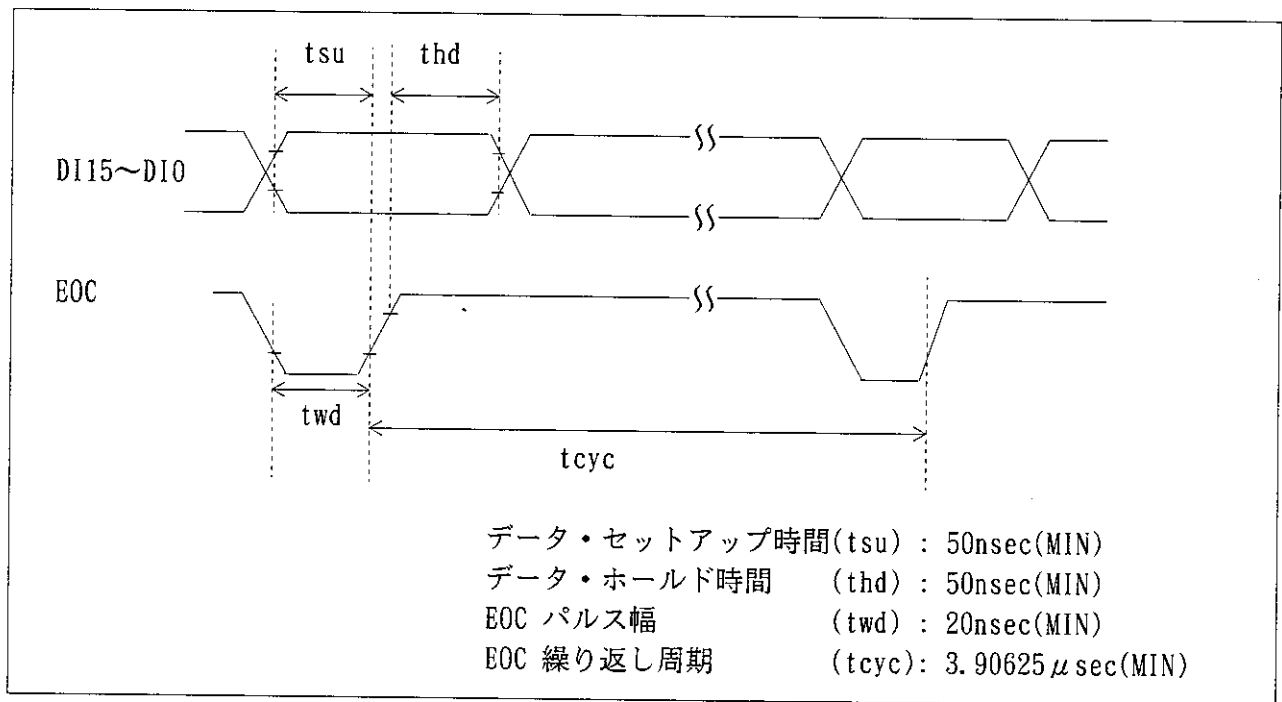 tsu thd
DI15～DI0
EOC
twd
tcyc
データ・セットアップ時間(tsu) : 50nsec(MIN)
データ・ホールド時間 (thd) : 50nsec(MIN)
EOC パルス幅 (twd) : 20nsec(MIN)
EOC 繰り返し周期 (tcyc): 3.90625μsec(MIN)